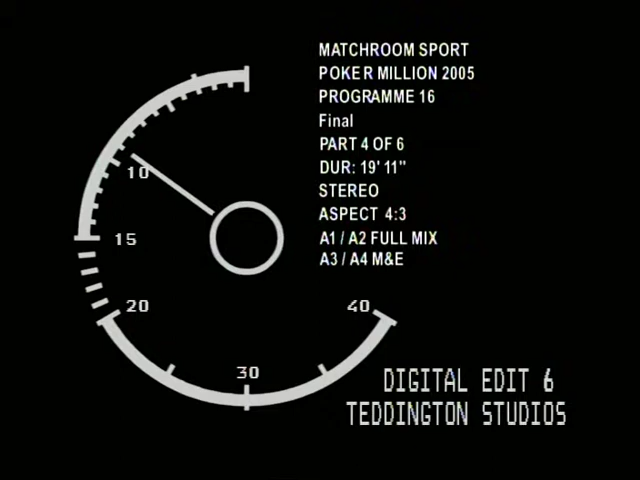 MATCHROOM SPORT
POKER MILLION 2005
PROGRAMME 16
Final
PART 4 OF 6
DUR: 19' 11"
STEREO
ASPECT 4:3
A1 / A2 FULL MIX
A3 / A4 M&E
10
15
20
30
40
DIGITAL EDIT 6
TEDDINGTON STUDIOS